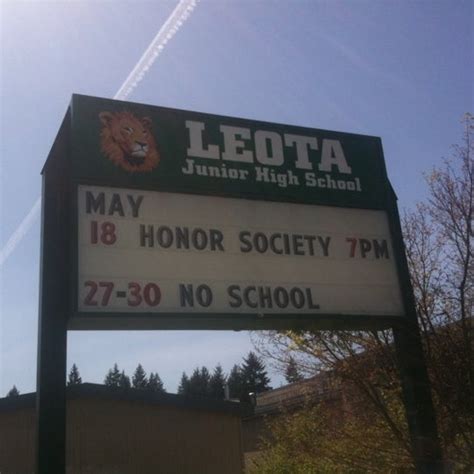 LEOTA
Junior High School
MAY
18 HONOR SOCIETY 7PM
27-30 NO SCHOOL